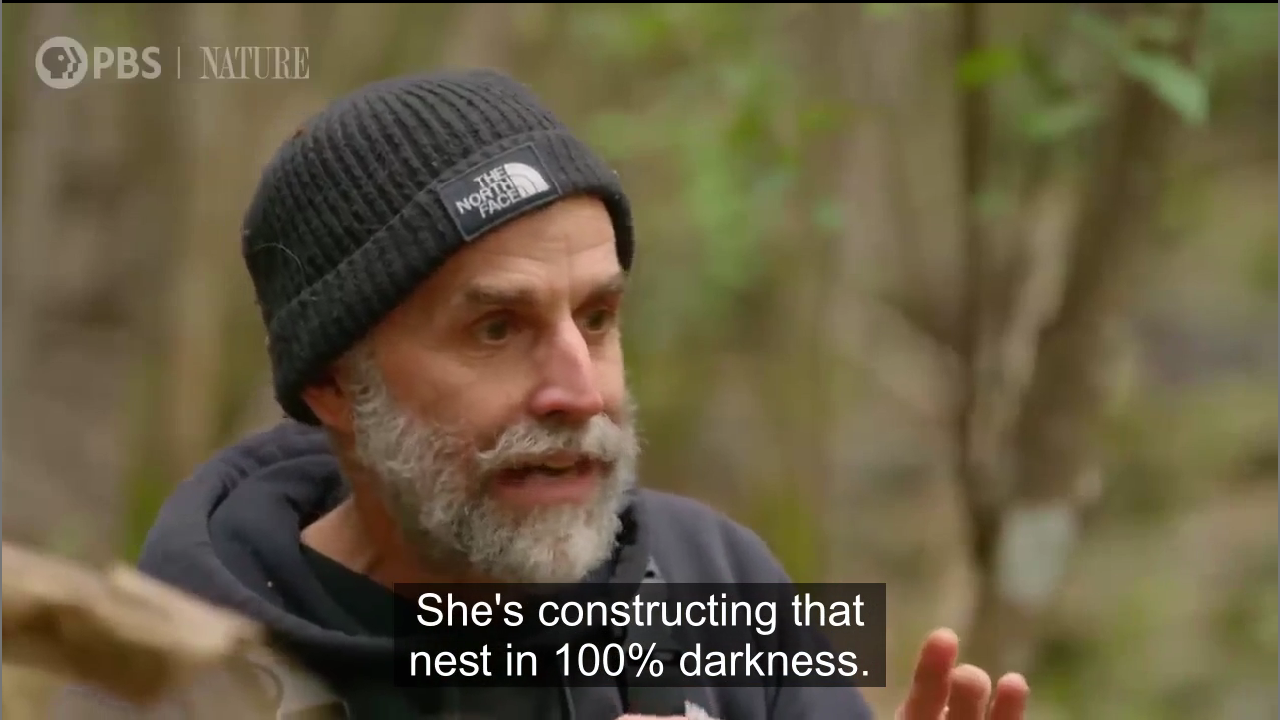 PBS | NATURE
THE
NORTH
FACE
She's constructing that
nest in 100% darkness.